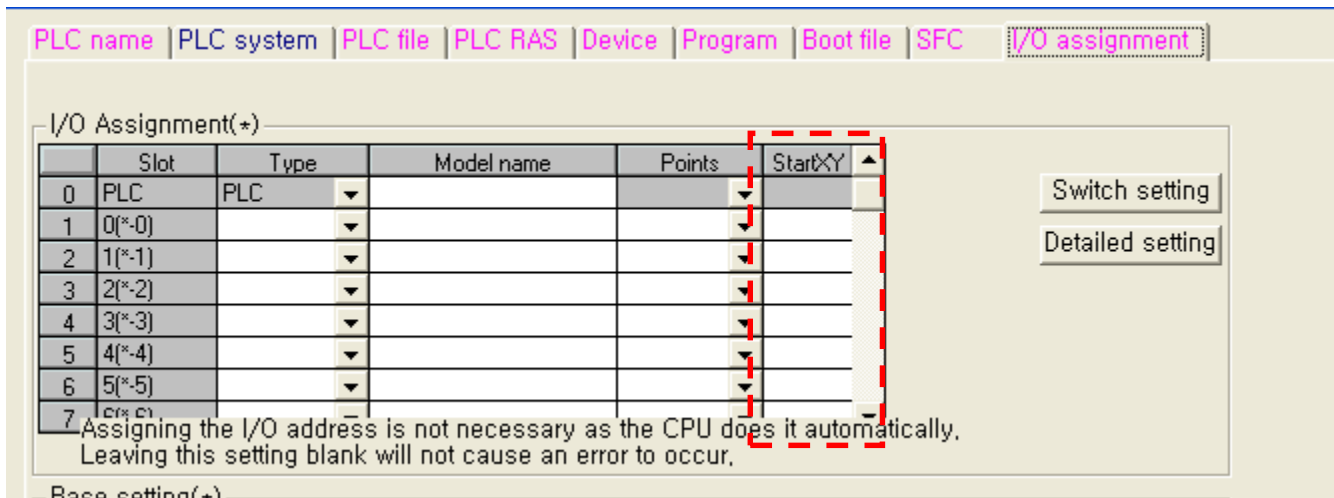 PLC name PLC system PLC file PLC RAS Device Program Boot file SFC I/O assignment
I/O Assignment(*)
Slot Type Model name Points StartXY
0 PLC PLC
Switch setting
1 0(*-0)
2 1(*-1)
Detailed setting
3 2(*-2)
4 3(*-3)
5 4(*-4)
6 5(*-5)
7 6(*-6)
Assigning the I/O address is not necessary as the CPU does it automatically,
Leaving this setting blank will not cause an error to occur,
Base setting(*)